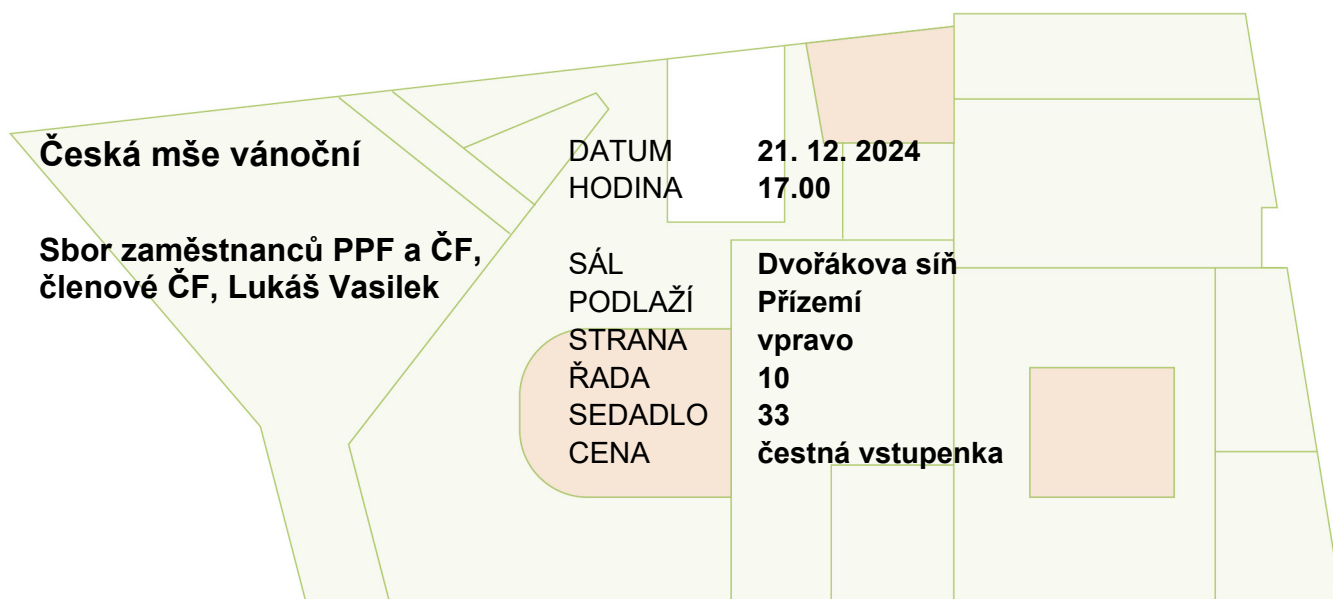 Česká mše vánoční
Sbor zaměstnanců PPF a ČF,
členové ČF, Lukáš Vasilek
DATUM 21. 12. 2024
HODINA 17.00
SÁL Dvořákova síň
PODLAŽÍ Přízemí
STRANA vpravo
ŘADA 10
SEDADLO 33
CENA čestná vstupenka